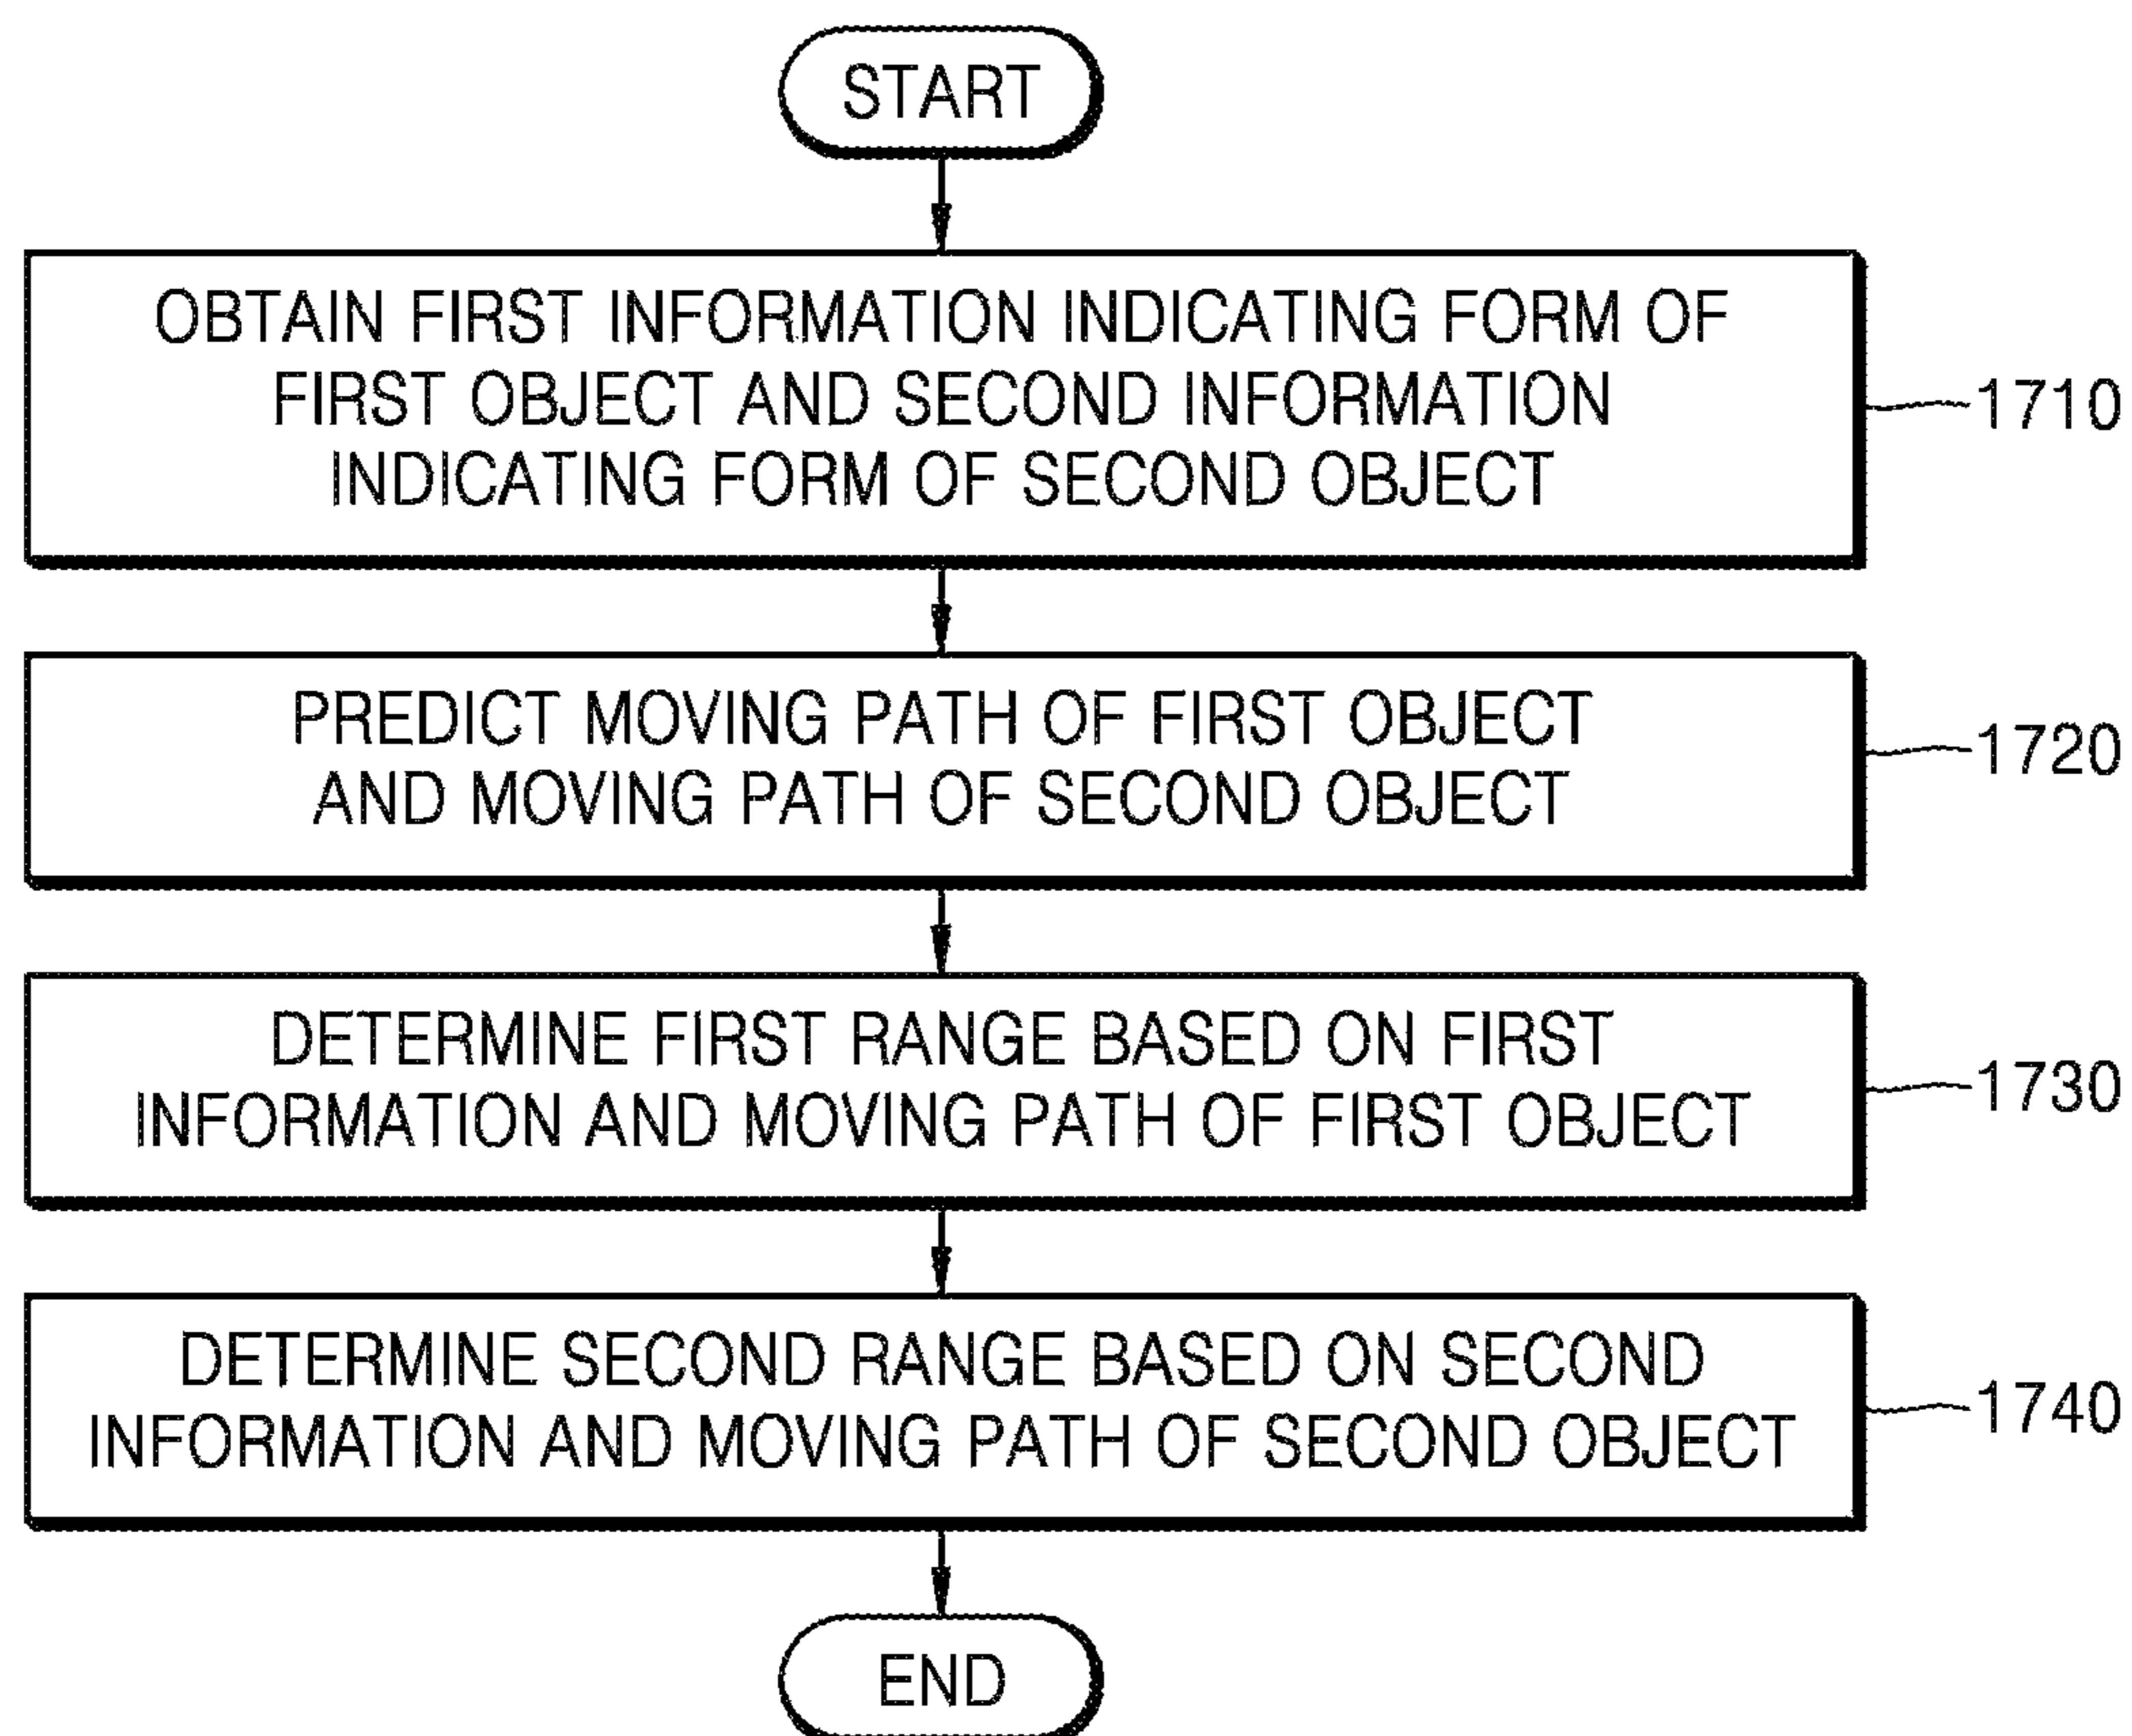 START
OBTAIN FIRST INFORMATION INDICATING FORM OF
FIRST OBJECT AND SECOND INFORMATION
INDICATING FORM OF SECOND OBJECT
1710
PREDICT MOVING PATH OF FIRST OBJECT
AND MOVING PATH OF SECOND OBJECT
1720
DETERMINE FIRST RANGE BASED ON FIRST
INFORMATION AND MOVING PATH OF FIRST OBJECT
1730
DETERMINE SECOND RANGE BASED ON SECOND
INFORMATION AND MOVING PATH OF SECOND OBJECT
1740
END